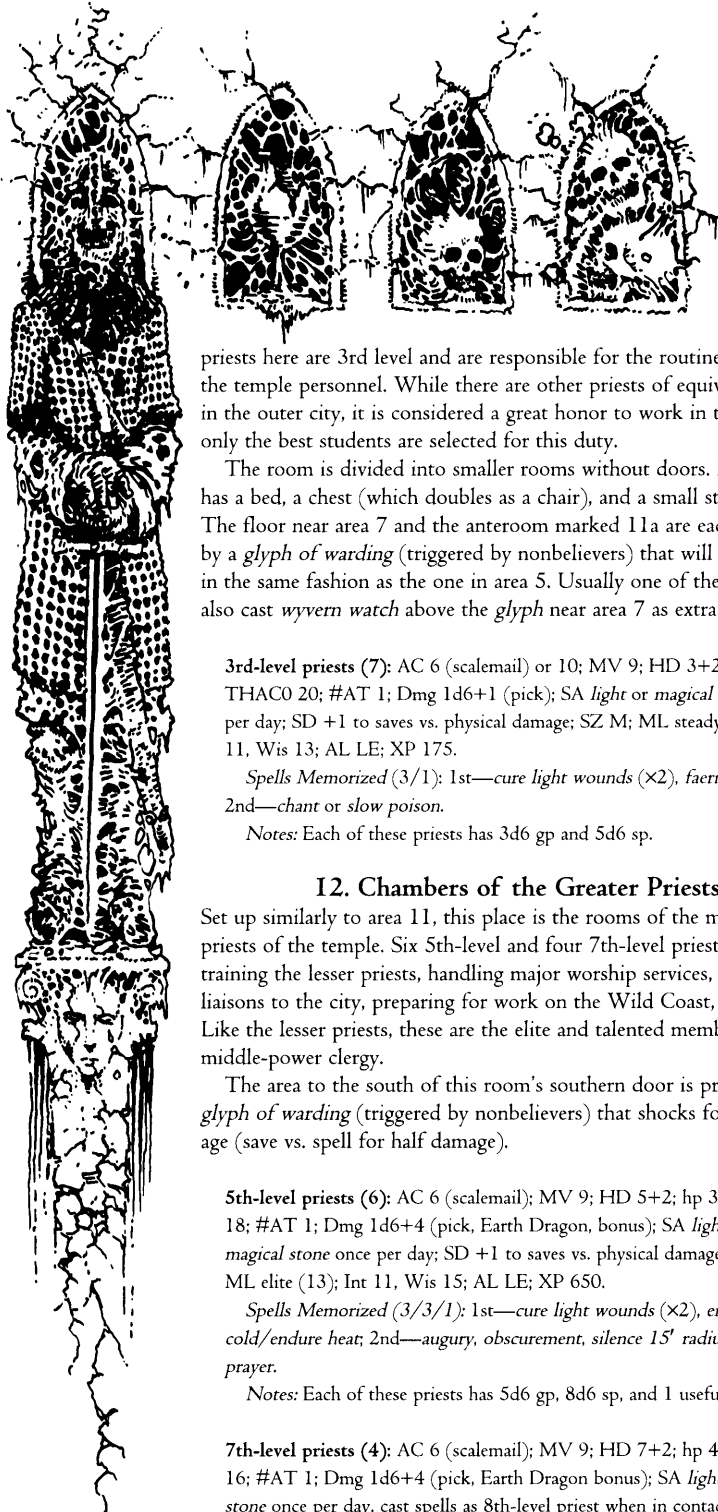 priests here are 3rd level and are responsible for the routine
the temple personnel. While there are other priests of equiv
in the outer city, it is considered a great honor to work in t
only the best students are selected for this duty.
The room is divided into smaller rooms without doors.
has a bed, a chest (which doubles as a chair), and a small st
The floor near area 7 and the anteroom marked 11a are eac
by a glyph of warding (triggered by nonbelievers) that will
in the same fashion as the one in area 5. Usually one of the
also cast wyvern watch above the glyph near area 7 as extra
3rd-level priests (7): AC 6 (scalemail) or 10; MV 9; HD 3+2
THAC0 20; #AT 1; Dmg 1d6+1 (pick); SA light or magical
per day; SD +1 to saves vs. physical damage; SZ M; ML steady
11, Wis 13; AL LE; XP 175.
Spells Memorized (3/1): 1st—cure light wounds (×2), faeri
2nd—chant or slow poison.
Notes: Each of these priests has 3d6 gp and 5d6 sp.
12. Chambers of the Greater Priests
Set up similarly to area 11, this place is the rooms of the m
priests of the temple. Six 5th-level and four 7th-level priest
training the lesser priests, handling major worship services,
liaisons to the city, preparing for work on the Wild Coast,
Like the lesser priests, these are the elite and talented memb
middle-power clergy.
The area to the south of this room's southern door is pr
glyph of warding (triggered by nonbelievers) that shocks fo
age (save vs. spell for half damage).
5th-level priests (6): AC 6 (scalemail); MV 9; HD 5+2; hp 3
18; #AT 1; Dmg 1d6+4 (pick, Earth Dragon, bonus); SA ligh
magical stone once per day; SD +1 to saves vs. physical damage
ML elite (13); Int 11, Wis 15; AL LE; XP 650.
Spells Memorized (3/3/1): 1st—cure light wounds (×2), en
cold/endure heat; 2nd—augury, obscurement, silence 15' radiu
prayer.
Notes: Each of these priests has 5d6 gp, 8d6 sp, and 1 usefu
7th-level priests (4): AC 6 (scalemail); MV 9; HD 7+2; hp 4
16; #AT 1; Dmg 1d6+4 (pick, Earth Dragon bonus); SA ligh
stone once per day, cast spells as 8th-level priest when in conta